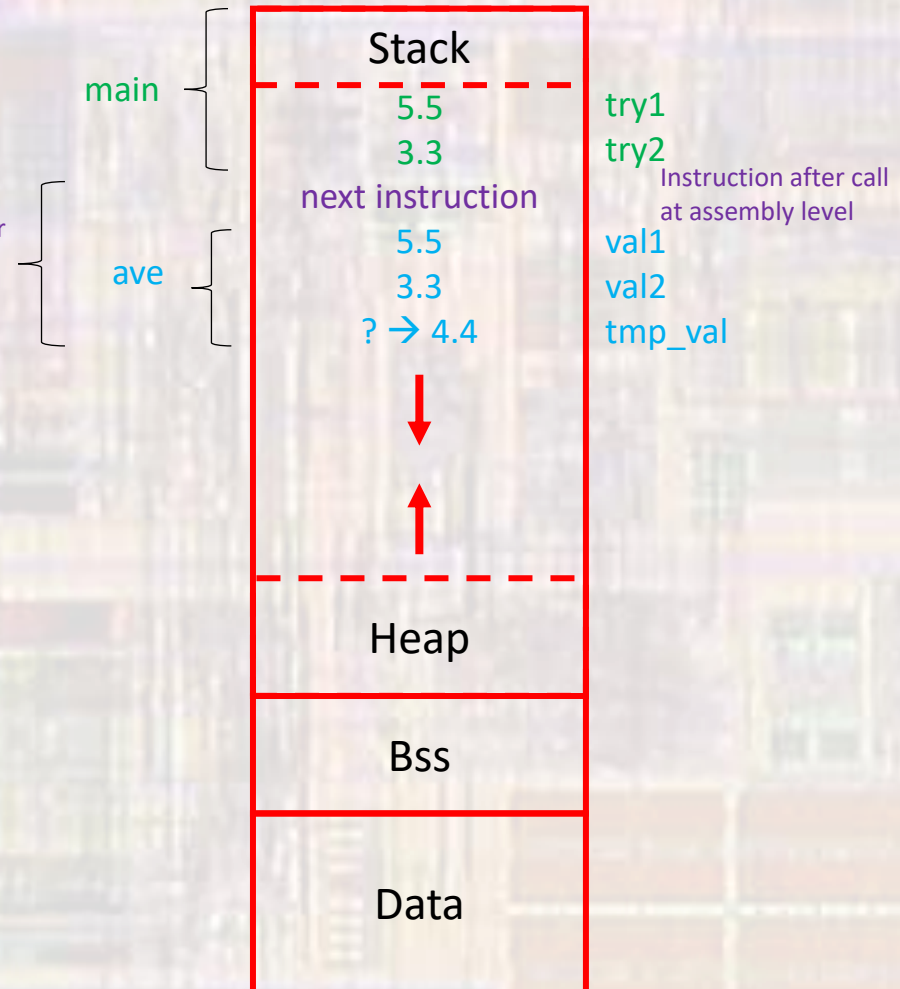 Stack
main
5.5 try1
3.3 try2
next instruction
Instruction after call
at assembly level
5.5 val1
ave
3.3 val2
? → 4.4 tmp_val
Heap
Bss
Data